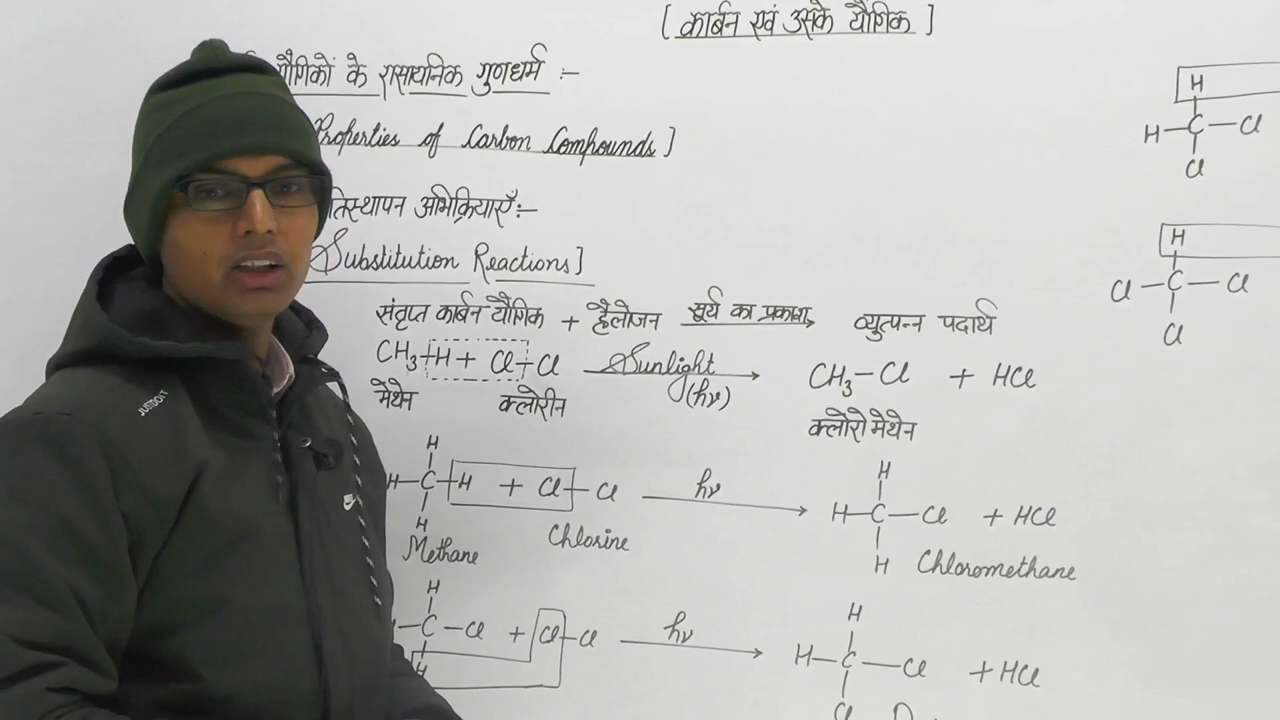 [ कार्बन एवं उसके यौगिक ]
यौगिकों के रासायनिक गुणधर्म :-
Properties of Carbon Compounds ]
तिस्थापन अभिक्रियाएँ:-
Substitution Reactions ]
संतृप्त कार्बन यौगिक + हैलोजन सूर्य का प्रकाश व्युत्पन्न पदार्थ
CH3-H + Cl-Cl Sunlight (hν) CH3-Cl + HCl
मेथेन क्लोरीन क्लोरो मेथेन
H
H-C-H + Cl-Cl hν H-C-Cl + HCl
H
H
H
Methane Chlorine Chloromethane
H
-C-Cl + Cl-Cl hν H-C-Cl + HCl
H
H
Cl
H
H-C-Cl
Cl
H
Cl-C-Cl
Cl
JUSTDOIT